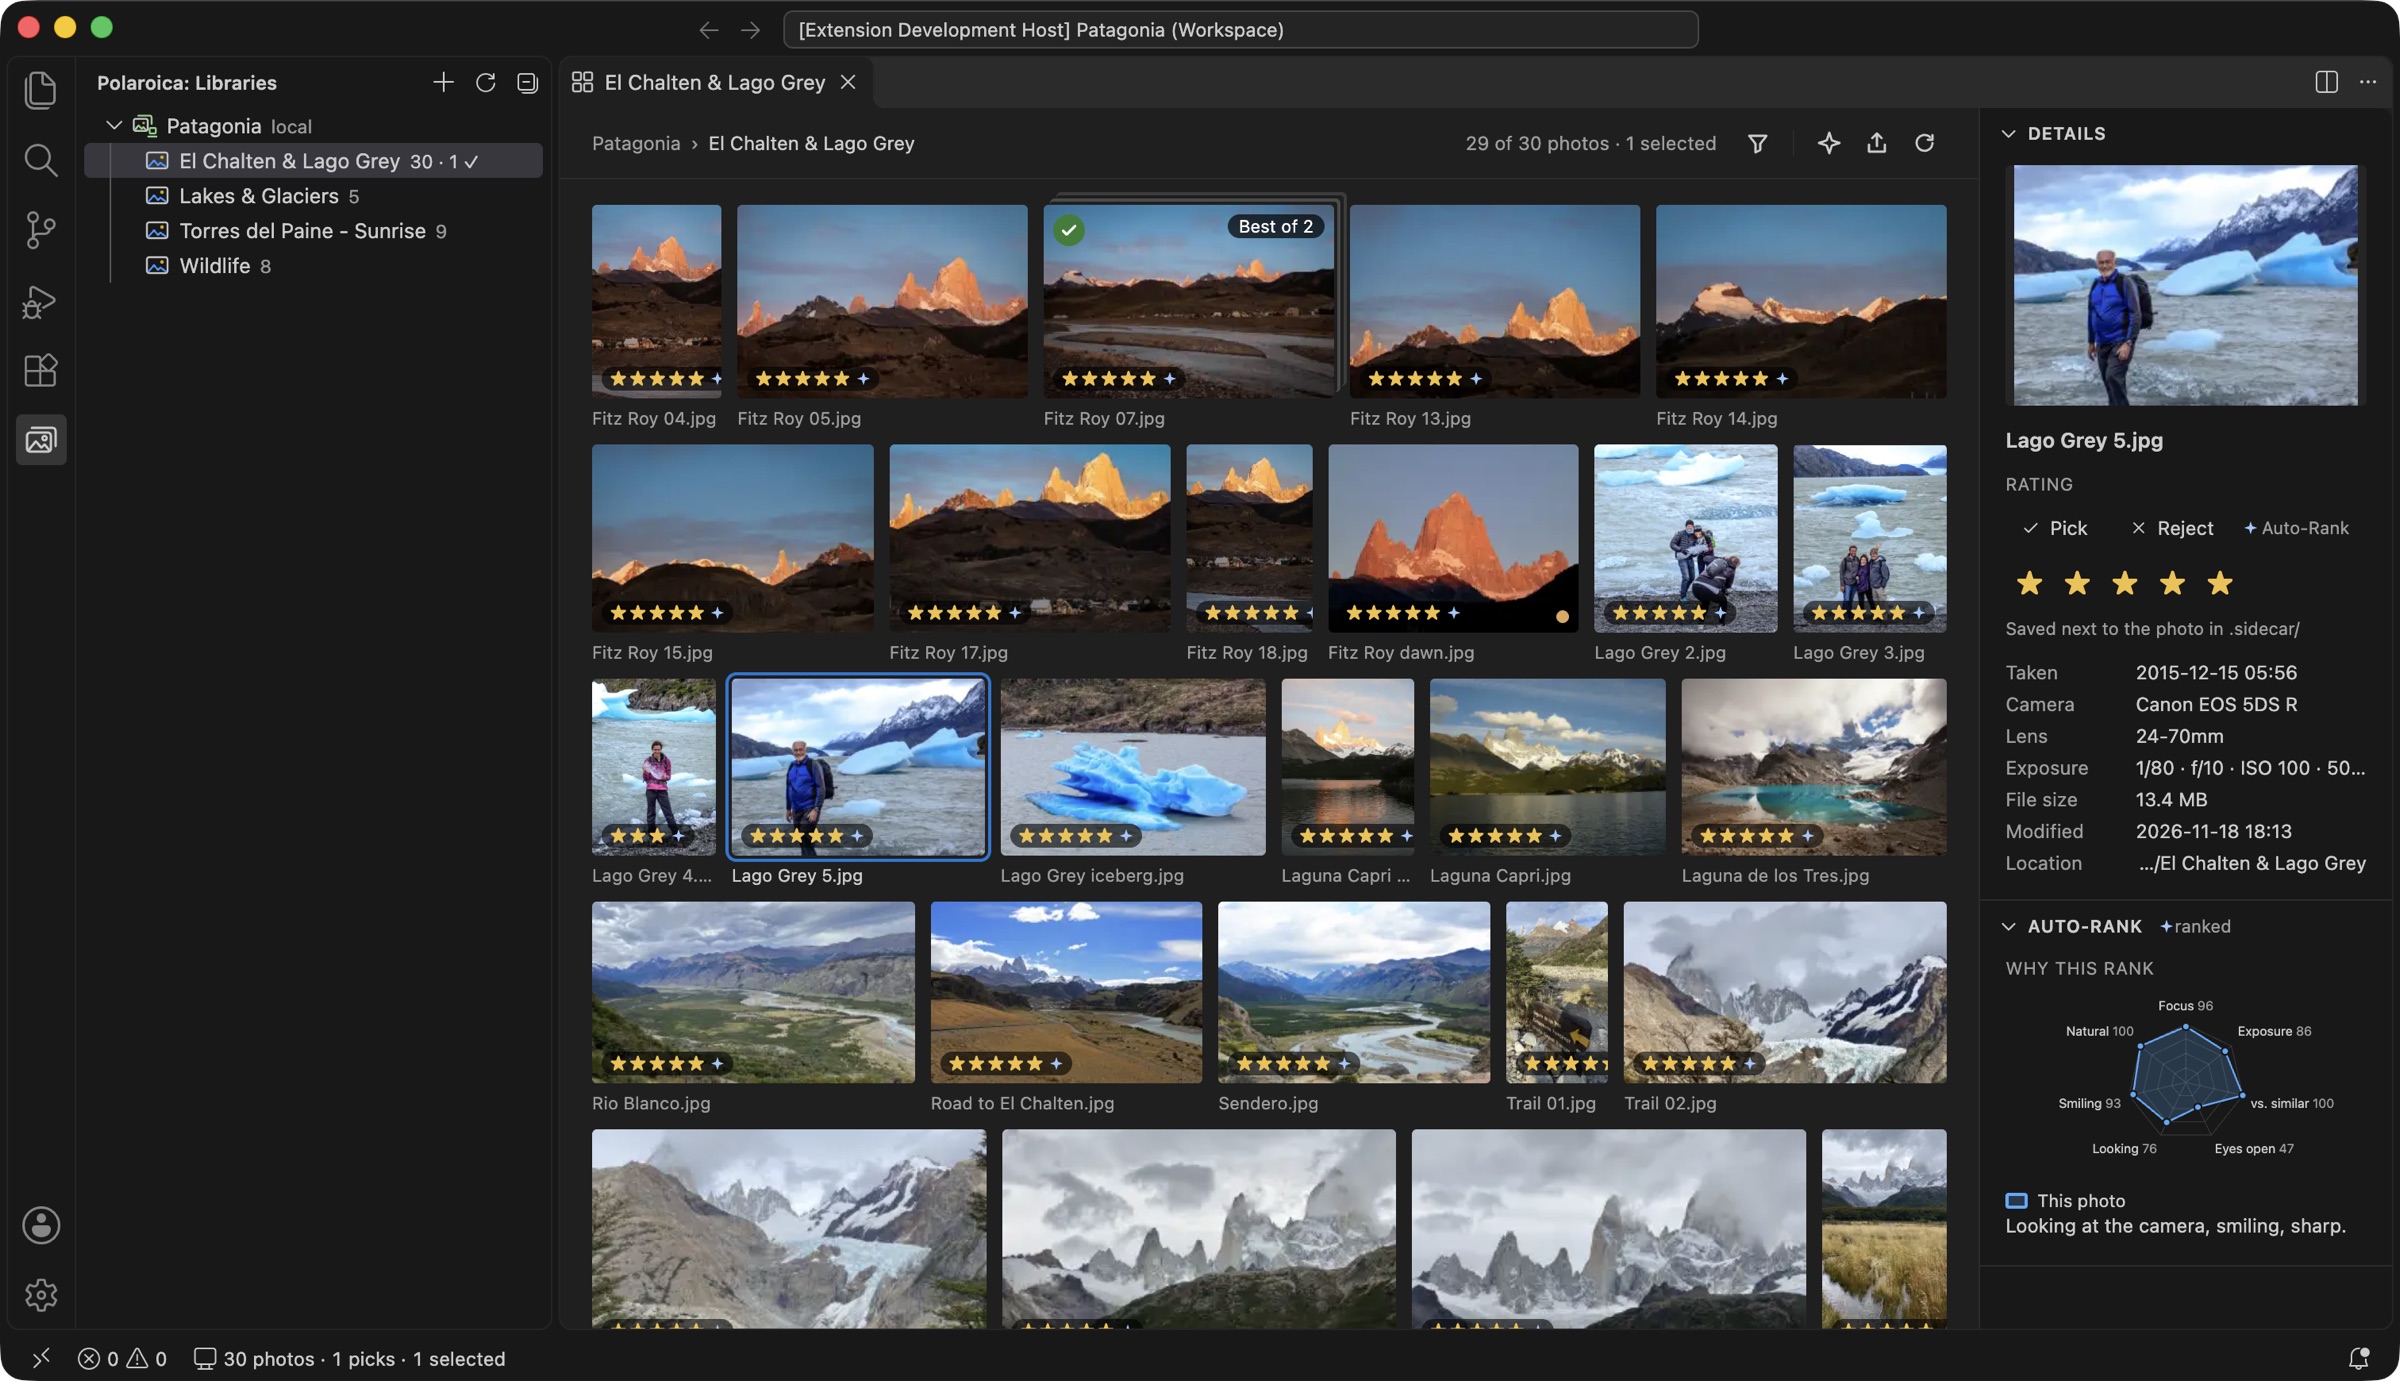 [Extension Development Host] Patagonia (Workspace)
Polaroica: Libraries
Patagonia local
El Chalten & Lago Grey 30 · 1 ✓
Lakes & Glaciers 5
Torres del Paine - Sunrise 9
Wildlife 8
El Chalten & Lago Grey
Patagonia › El Chalten & Lago Grey
29 of 30 photos · 1 selected
Best of 2
Fitz Roy 04.jpg
Fitz Roy 05.jpg
Fitz Roy 07.jpg
Fitz Roy 13.jpg
Fitz Roy 14.jpg
Fitz Roy 15.jpg
Fitz Roy 17.jpg
Fitz Roy 18.jpg
Fitz Roy dawn.jpg
Lago Grey 2.jpg
Lago Grey 3.jpg
Lago Grey 4....
Lago Grey 5.jpg
Lago Grey iceberg.jpg
Laguna Capri ...
Laguna Capri.jpg
Laguna de los Tres.jpg
Rio Blanco.jpg
Road to El Chalten.jpg
Sendero.jpg
Trail 01.jpg
Trail 02.jpg
DETAILS
Lago Grey 5.jpg
RATING
Pick
Reject
Auto-Rank
Saved next to the photo in .sidecar/
Taken 2015-12-15 05:56
Camera Canon EOS 5DS R
Lens 24-70mm
Exposure 1/80 · f/10 · ISO 100 · 50...
File size 13.4 MB
Modified 2026-11-18 18:13
Location .../El Chalten & Lago Grey
AUTO-RANK ranked
WHY THIS RANK
Focus 96
Natural 100
Exposure 86
Smiling 93
vs. similar 100
Looking 76
Eyes open 47
This photo
Looking at the camera, smiling, sharp.
0 0 30 photos · 1 picks · 1 selected